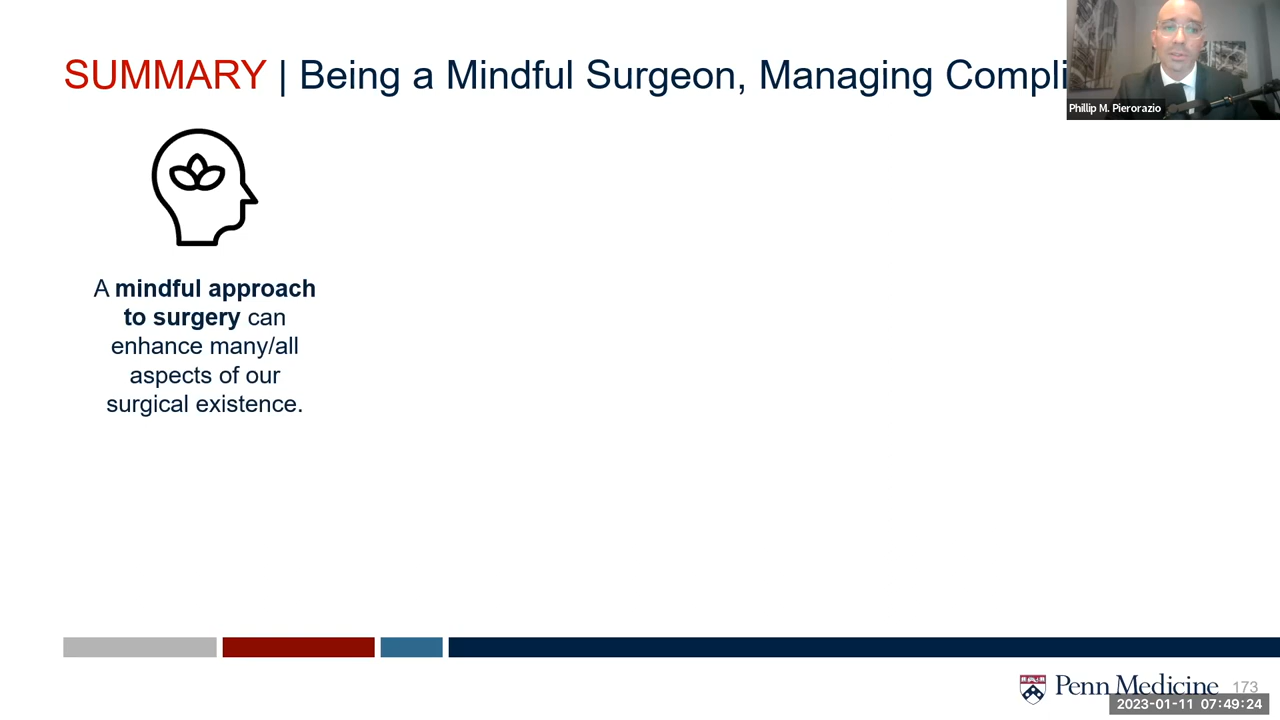 SUMMARY | Being a Mindful Surgeon, Managing Compli
Phillip M. Pierorazio
A mindful approach
to surgery can
enhance many/all
aspects of our
surgical existence.
Penn Medicine 173
2023-01-11 07:49:24